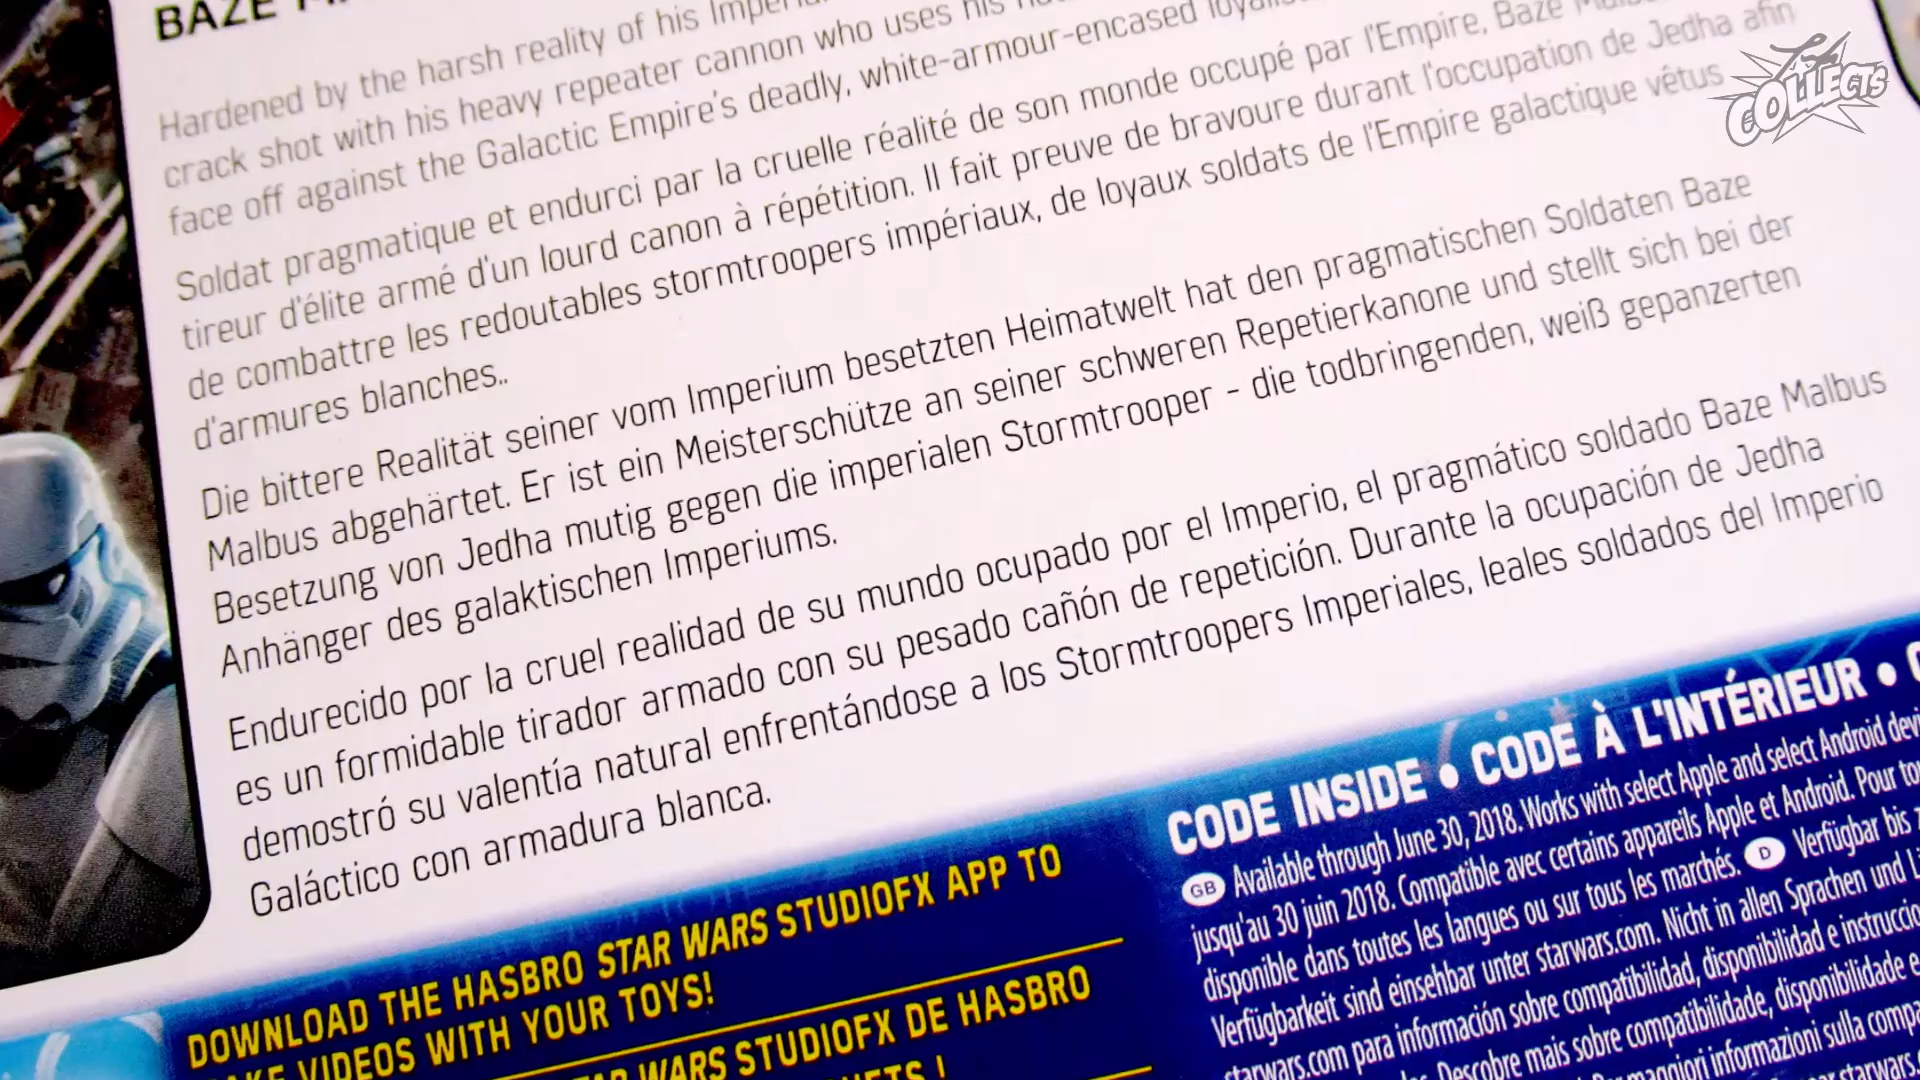 BAZE
Hardened by the harsh reality of his
crack shot with his heavy repeater cannon who uses his
face off against the Galactic Empire's deadly, white-armour-encased
Soldat pragmatique et endurci par la cruelle réalité de son monde occupé par l'Empire, Baze
tireur d'élite armé d'un lourd canon à répétition. Il fait preuve de bravoure durant l'occupation de Jedha afin
de combattre les redoutables stormtroopers impériaux, de loyaux soldats de l'Empire galactique vêtus
d'armures blanches..
Die bittere Realität seiner vom Imperium besetzten Heimatwelt hat den pragmatischen Soldaten Baze
Malbus abgehärtet. Er ist ein Meisterschütze an seiner schweren Repetierkanone und stellt sich bei der
Besetzung von Jedha mutig gegen die imperialen Stormtrooper - die todbringenden, weiß gepanzerten
Anhänger des galaktischen Imperiums.
Endurecido por la cruel realidad de su mundo ocupado por el Imperio, el pragmático soldado Baze Malbus
es un formidable tirador armado con su pesado cañón de repetición. Durante la ocupación de Jedha
demostró su valentía natural enfrentándose a los Stormtroopers Imperiales, leales soldados del Imperio
Galáctico con armadura blanca.
DOWNLOAD THE HASBRO STAR WARS STUDIOFX APP TO
VIDEOS WITH YOUR TOYS!
WARS STUDIOFX DE HASBRO
CODE INSIDE • CODE À L'INTÉRIEUR •
GB Available through June 30, 2018. Works with select Apple and select Android
jusqu'au 30 juin 2018. Compatible avec certains appareils Apple et Android. Pour
disponible dans toutes les langues ou sur tous les marchés. D Verfügbar bis
Verfügbarkeit sind einsehbar unter starwars.com. Nicht in allen Sprachen und
starwars.com para información sobre compatibilidad, disponibilidad e
Descobre mais sobre compatibilidade, disponibilidade e
maggiori informazioni sulla
starwars.
LSA COLLECTS